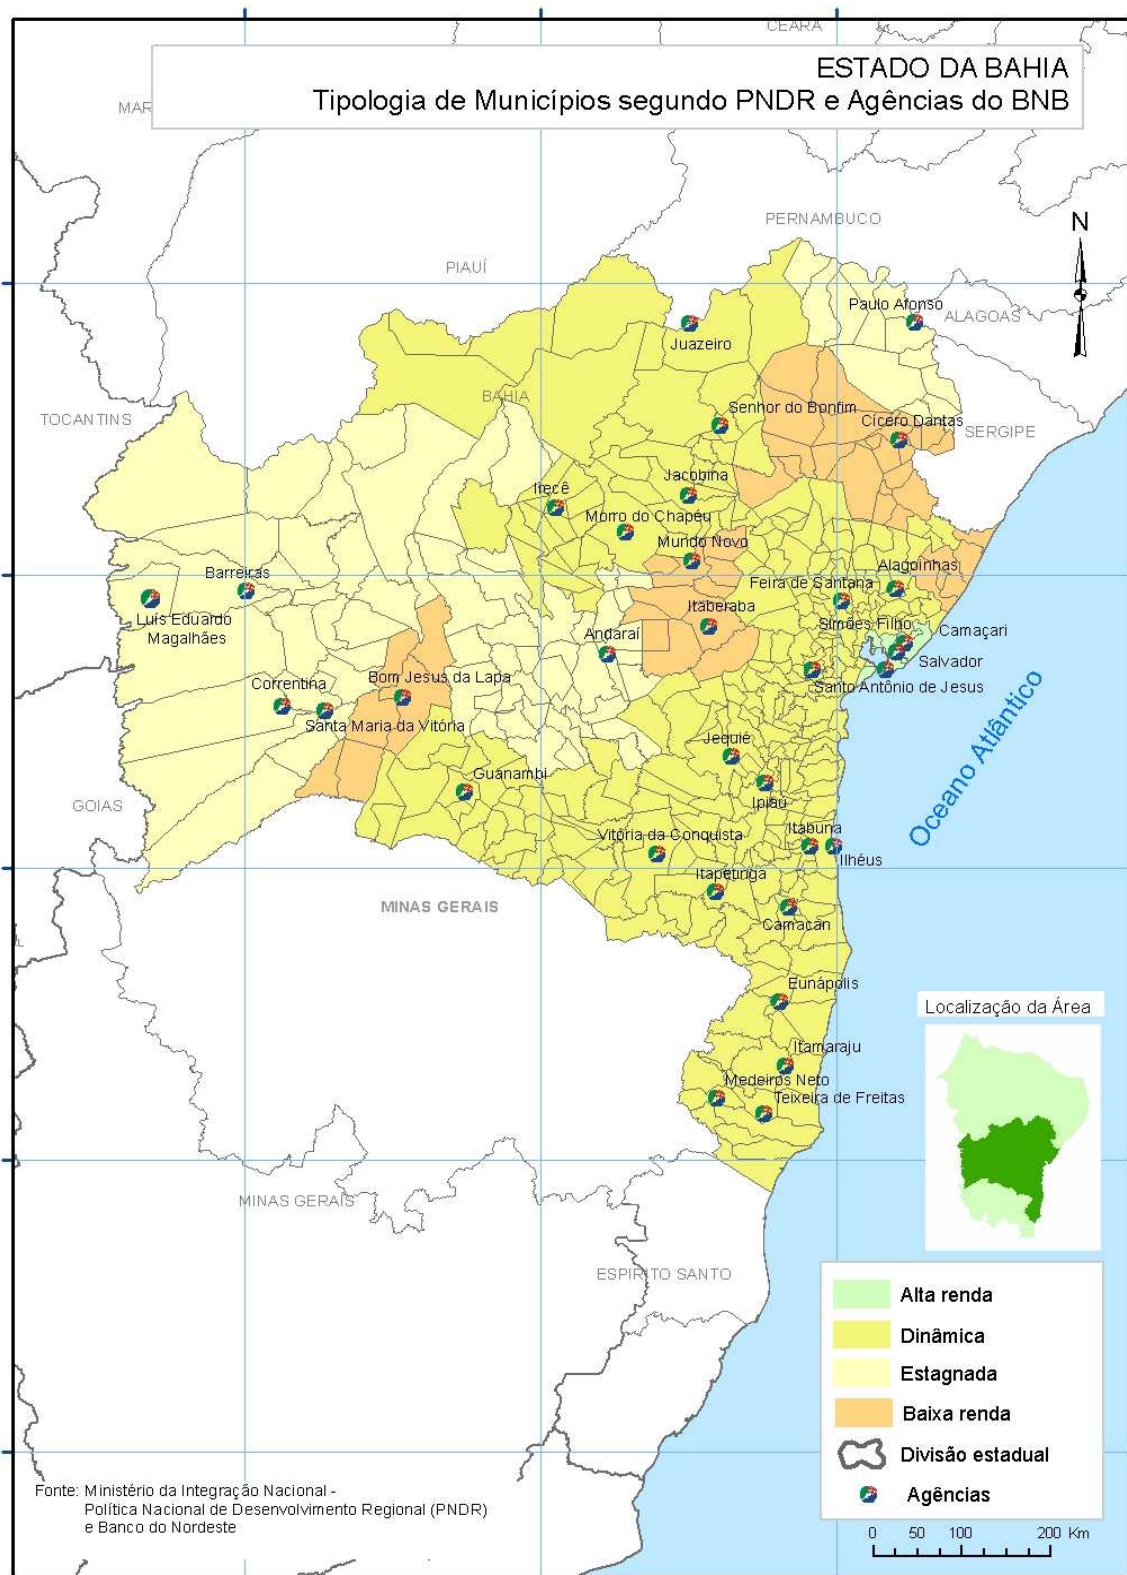 CEARÁ
ESTADO DA BAHIA
Tipologia de Municípios segundo PNDR e Agências do BNB
MAR
PERNAMBUCO
N
PIAUÍ
Paulo Afonso
ALAGOAS
Juazeiro
BAHIA
TOCANTINS
Senhor do Bonfim
Cícero Dantas
SERGIPE
Jacobina
Irecê
Morro do Chapéu
Mundo Novo
Alagoinhas
Barreiras
Feira de Santana
Luís Eduardo
Magalhães
Itaberaba
Simões Filho
Camaçari
Andaraí
Salvador
Correntina
Bom Jesus da Lapa
Santo Antônio de Jesus
Santa Maria da Vitória
Oceano Atlântico
Jequié
Guanambi
GOIAS
Ipiaú
Vitória da Conquista
Itabuna
Ilhéus
Itapetinga
MINAS GERAIS
Camacan
Eunápolis
Localização da Área
Itamaraju
Medeiros Neto
Teixeira de Freitas
MINAS GERAIS
ESPIRITO SANTO
Alta renda
Dinâmica
Estagnada
Baixa renda
Divisão estadual
Agências
Fonte: Ministério da Integração Nacional -
Política Nacional de Desenvolvimento Regional (PNDR)
e Banco do Nordeste
0 50 100 200 Km